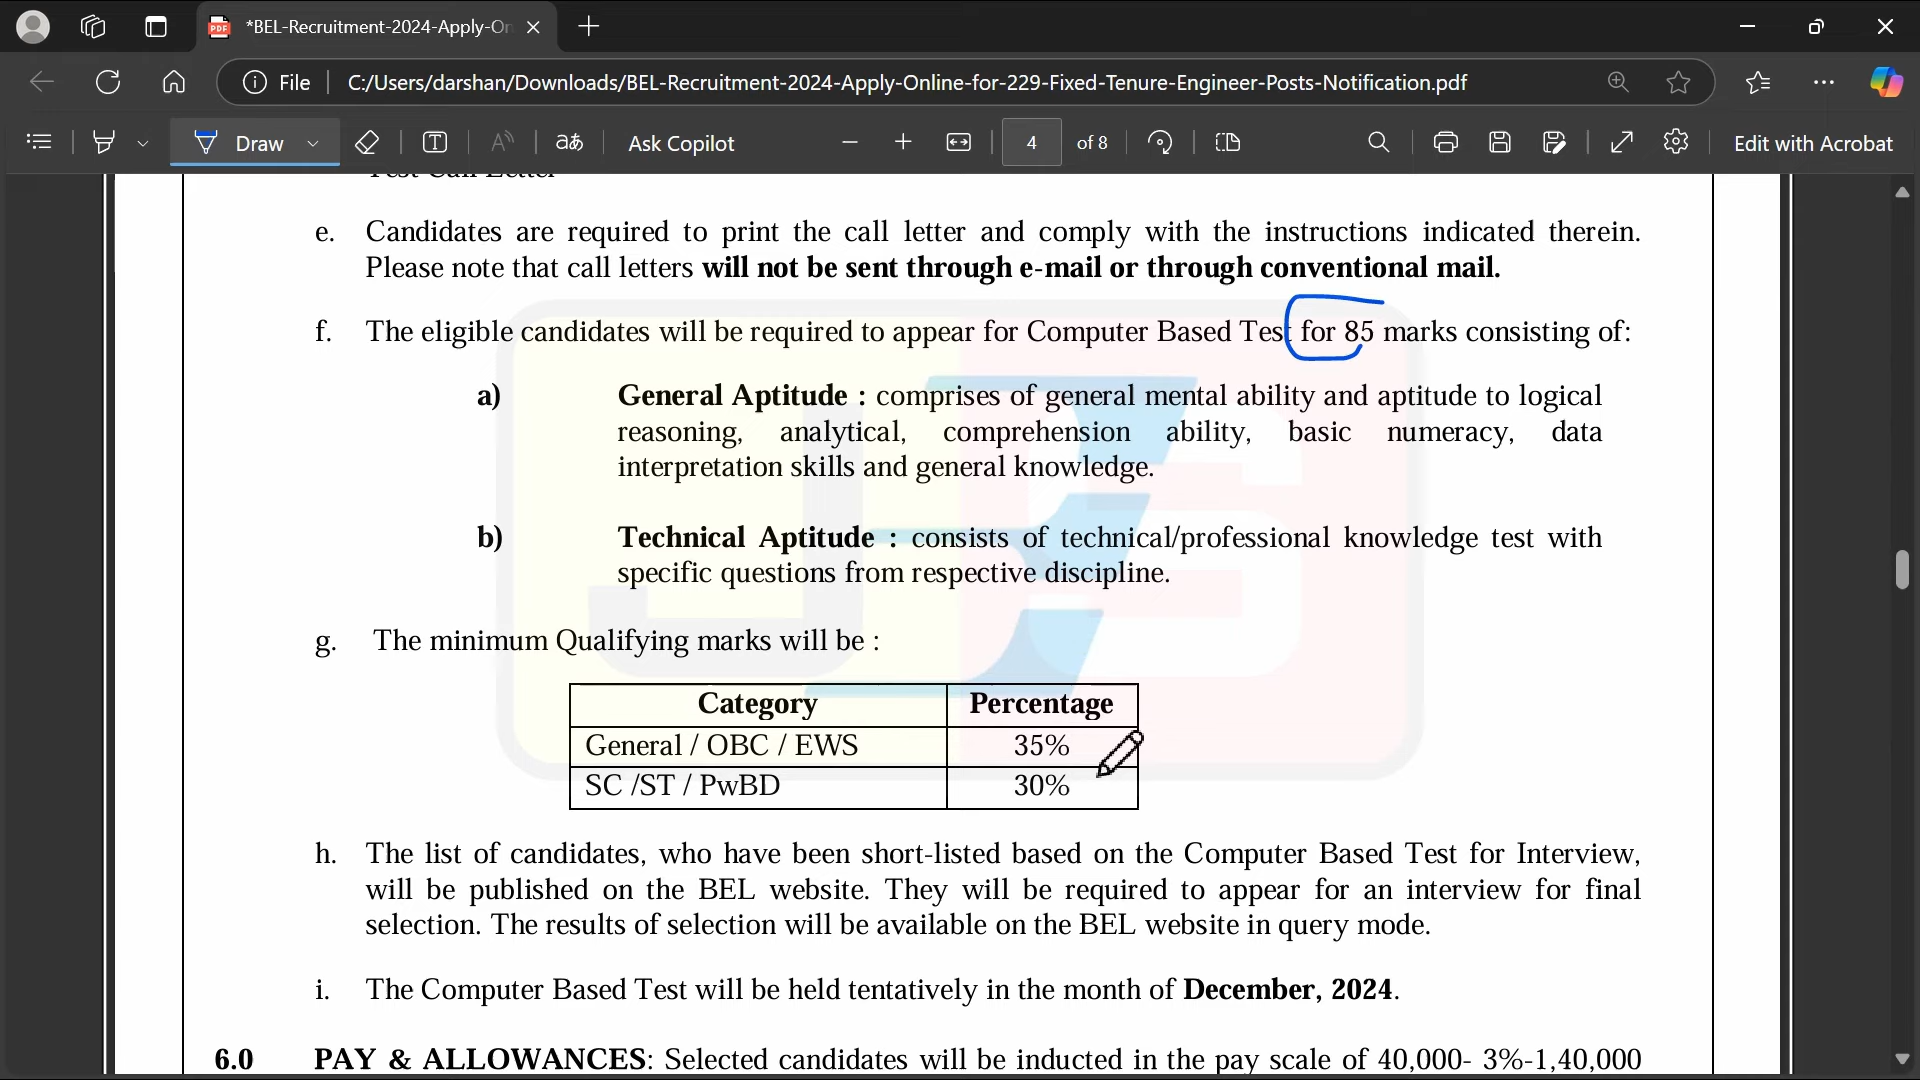 *BEL-Recruitment-2024-Apply-On
File
C:/Users/darshan/Downloads/BEL-Recruitment-2024-Apply-Online-for-229-Fixed-Tenure-Engineer-Posts-Notification.pdf
Draw
Ask Copilot
4 of 8
Edit with Acrobat
Test Call Letter
e. Candidates are required to print the call letter and comply with the instructions indicated therein.
Please note that call letters will not be sent through e-mail or through conventional mail.
f. The eligible candidates will be required to appear for Computer Based Test for 85 marks consisting of:
a) General Aptitude : comprises of general mental ability and aptitude to logical
reasoning, analytical, comprehension ability, basic numeracy, data
interpretation skills and general knowledge.
b) Technical Aptitude : consists of technical/professional knowledge test with
specific questions from respective discipline.
g. The minimum Qualifying marks will be :
Category Percentage
General / OBC / EWS 35%
SC /ST / PwBD 30%
h. The list of candidates, who have been short-listed based on the Computer Based Test for Interview,
will be published on the BEL website. They will be required to appear for an interview for final
selection. The results of selection will be available on the BEL website in query mode.
i. The Computer Based Test will be held tentatively in the month of December, 2024.
6.0 PAY & ALLOWANCES: Selected candidates will be inducted in the pay scale of 40,000- 3%-1,40,000